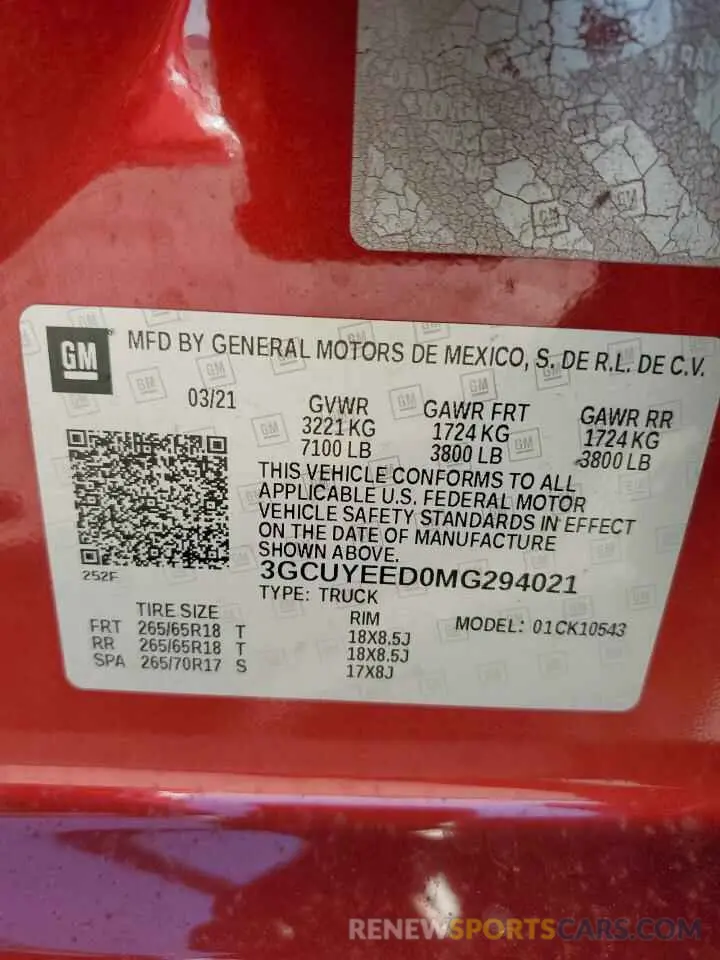 GM MFD BY GENERAL MOTORS DE MEXICO, S. DE R.L. DE C.V.
03/21
GVWR GAWR FRT GAWR RR
3221 KG 1724 KG 1724 KG
7100 LB 3800 LB 3800 LB
THIS VEHICLE CONFORMS TO ALL
APPLICABLE U.S. FEDERAL MOTOR
VEHICLE SAFETY STANDARDS IN EFFECT
ON THE DATE OF MANUFACTURE
SHOWN ABOVE.
252F
3GCUYEED0MG294021
TYPE: TRUCK
TIRE SIZE RIM MODEL: 01CK10543
FRT 265/65R18 T 18X8.5J
RR 265/65R18 T 18X8.5J
SPA 265/70R17 S 17X8J
RENEWSPORTSCARS.COM